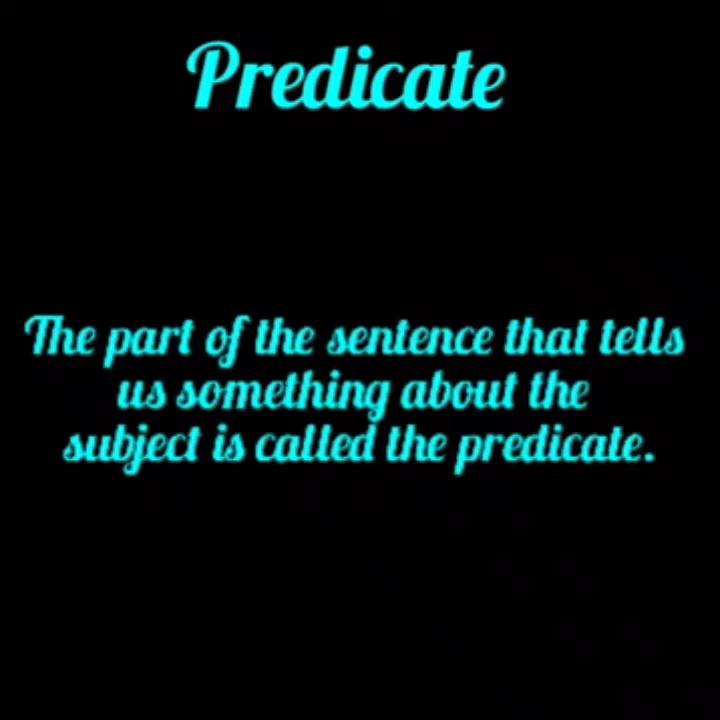 Predicate
The part of the sentence that tells
us something about the
subject is called the predicate.